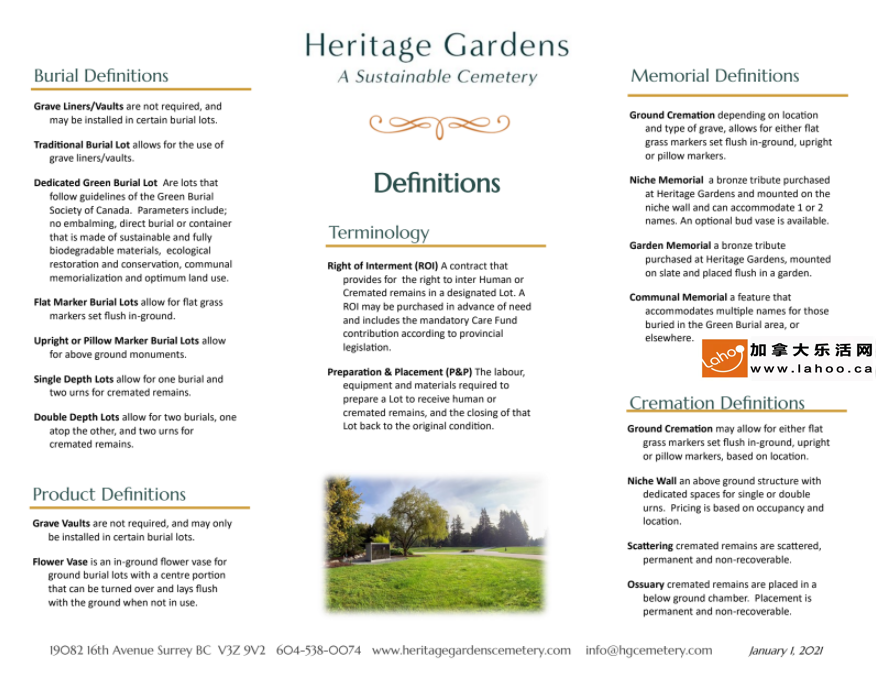 Heritage Gardens
A Sustainable Cemetery
Burial Definitions
Grave Liners/Vaults are not required, and
may be installed in certain burial lots.
Traditional Burial Lot allows for the use of
grave liners/vaults.
Dedicated Green Burial Lot Are lots that
follow guidelines of the Green Burial
Society of Canada. Parameters include;
no embalming, direct burial or container
that is made of sustainable and fully
biodegradable materials, ecological
restoration and conservation, communal
memorialization and optimum land use.
Flat Marker Burial Lots allow for flat grass
markers set flush in-ground.
Upright or Pillow Marker Burial Lots allow
for above ground monuments.
Single Depth Lots allow for one burial and
two urns for cremated remains.
Double Depth Lots allow for two burials, one
atop the other, and two urns for
cremated remains.
Product Definitions
Grave Vaults are not required, and may only
be installed in certain burial lots.
Flower Vase is an in-ground flower vase for
ground burial lots with a centre portion
that can be turned over and lays flush
with the ground when not in use.
Definitions
Terminology
Right of Interment (ROI) A contract that
provides for the right to inter Human or
Cremated remains in a designated Lot. A
ROI may be purchased in advance of need
and includes the mandatory Care Fund
contribution according to provincial
legislation.
Preparation & Placement (P&P) The labour,
equipment and materials required to
prepare a Lot to receive human or
cremated remains, and the closing of that
Lot back to the original condition.
Memorial Definitions
Ground Cremation depending on location
and type of grave, allows for either flat
grass markers set flush in-ground, upright
or pillow markers.
Niche Memorial a bronze tribute purchased
at Heritage Gardens and mounted on the
niche wall and can accommodate 1 or 2
names. An optional bud vase is available.
Garden Memorial a bronze tribute
purchased at Heritage Gardens, mounted
on slate and placed flush in a garden.
Communal Memorial a feature that
accommodates multiple names for those
buried in the Green Burial area, or
elsewhere.
Lahoo
加拿大乐活网
www.lahoo.ca
Cremation Definitions
Ground Cremation may allow for either flat
grass markers set flush in-ground, upright
or pillow markers, based on location.
Niche Wall an above ground structure with
dedicated spaces for single or double
urns. Pricing is based on occupancy and
location.
Scattering cremated remains are scattered,
permanent and non-recoverable.
Ossuary cremated remains are placed in a
below ground chamber. Placement is
permanent and non-recoverable.
19082 16th Avenue Surrey BC V3Z 9V2 604-538-0074 www.heritagegardenscemetery.com info@hgcemetery.com January 1, 2021